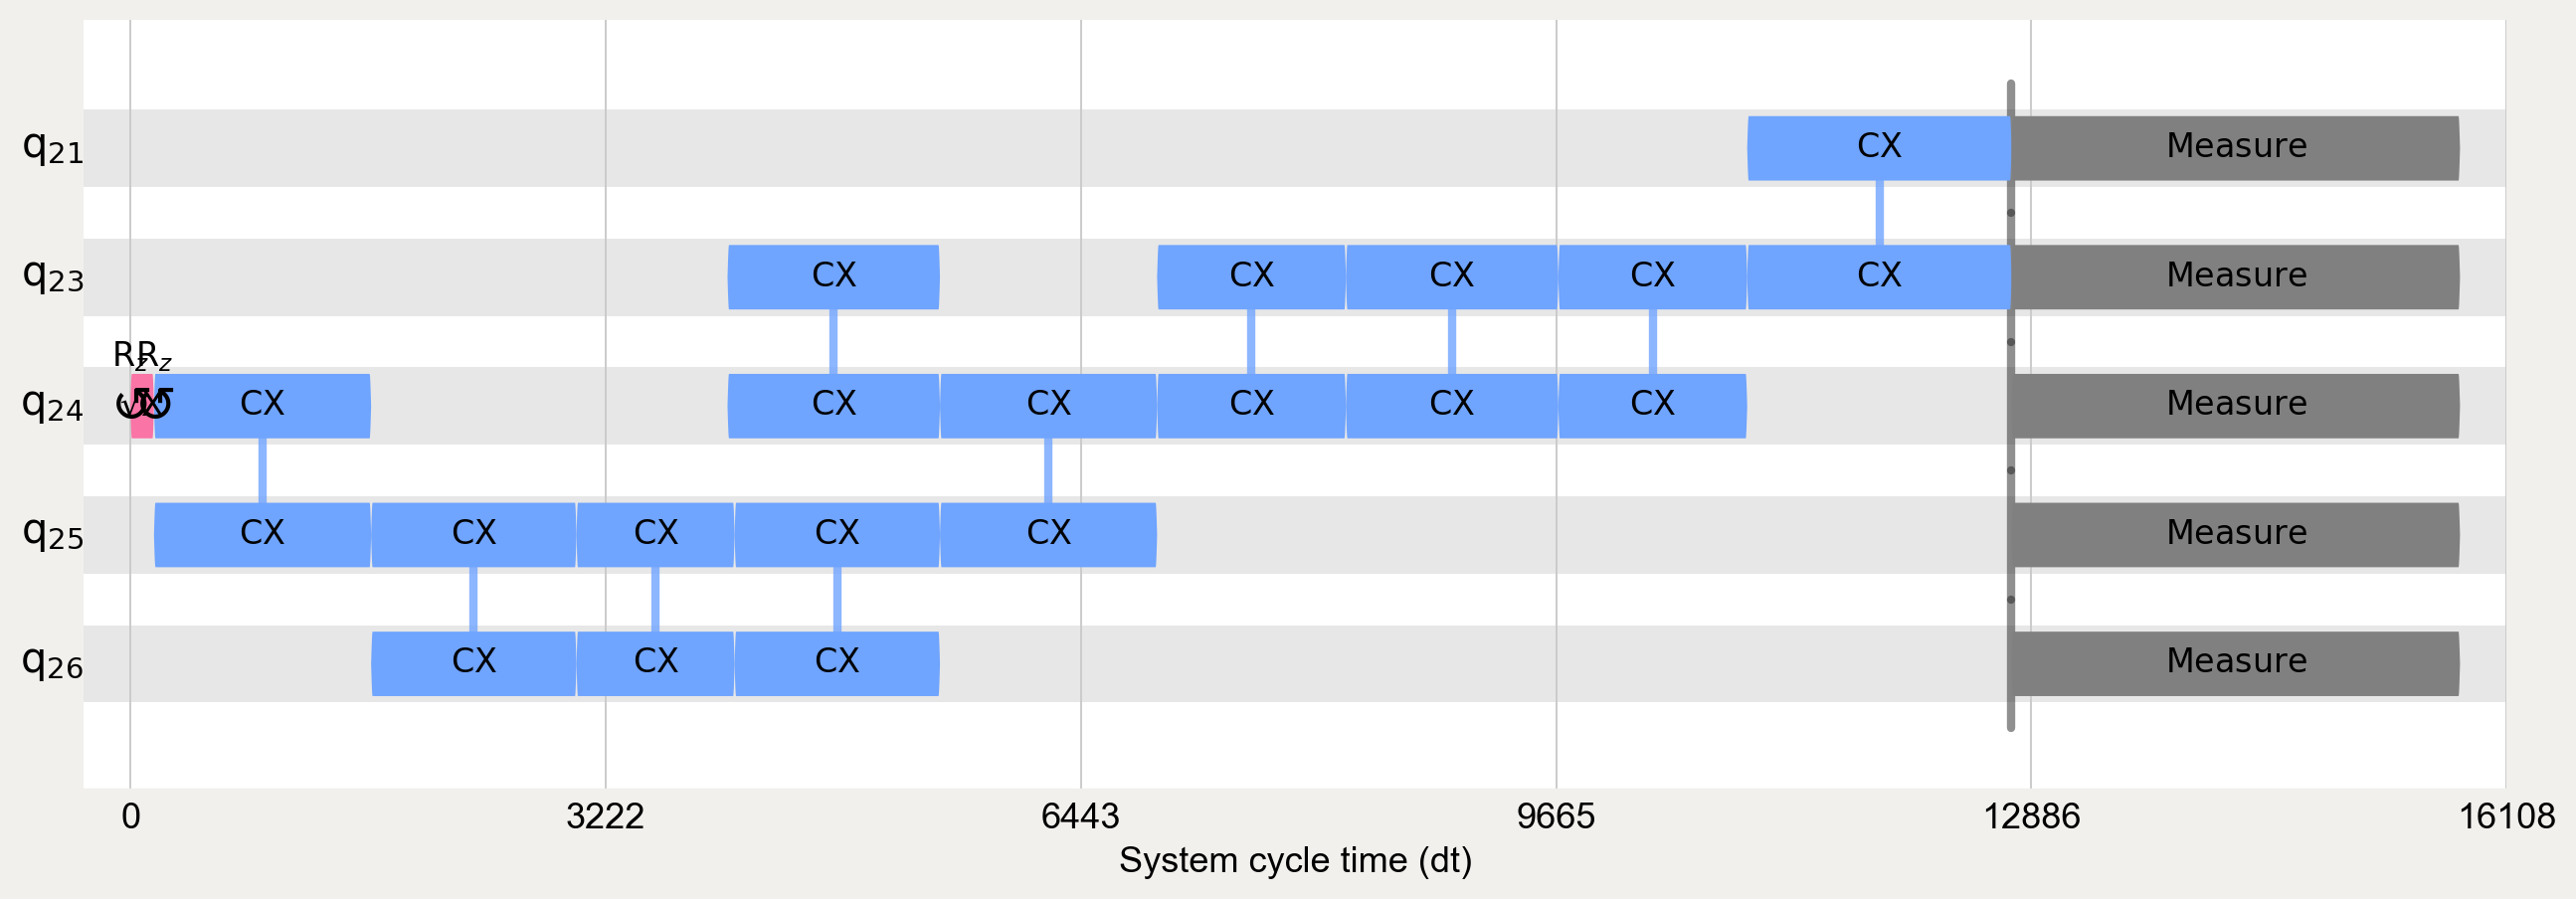 q21 CX Measure
q23 CX CX CX CX CX Measure
RzRz
q24 CX CX CX CX CX CX Measure
q25 CX CX CX CX CX Measure
q26 CX CX CX Measure
0 3222 6443 9665 12886 16108
System cycle time (dt)